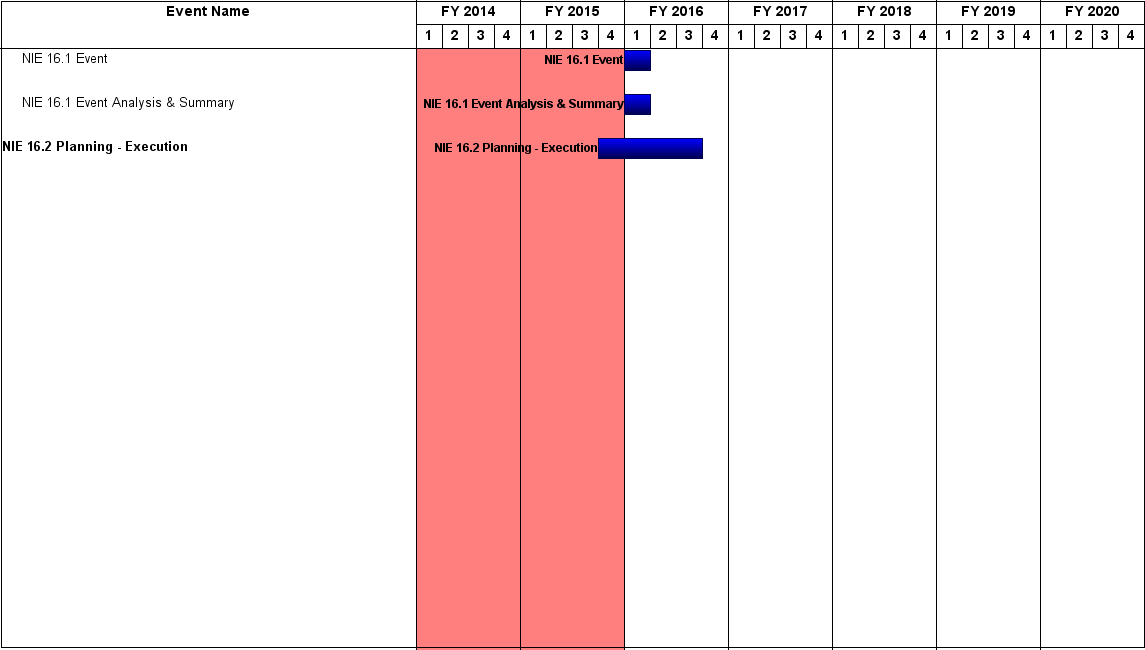 Event Name FY 2014 FY 2015 FY 2016 FY 2017 FY 2018 FY 2019 FY 2020
1 2 3 4 1 2 3 4 1 2 3 4 1 2 3 4 1 2 3 4 1 2 3 4 1 2 3 4
NIE 16.1 Event NIE 16.1 Event
NIE 16.1 Event Analysis & Summary NIE 16.1 Event Analysis & Summary
NIE 16.2 Planning - Execution NIE 16.2 Planning - Execution